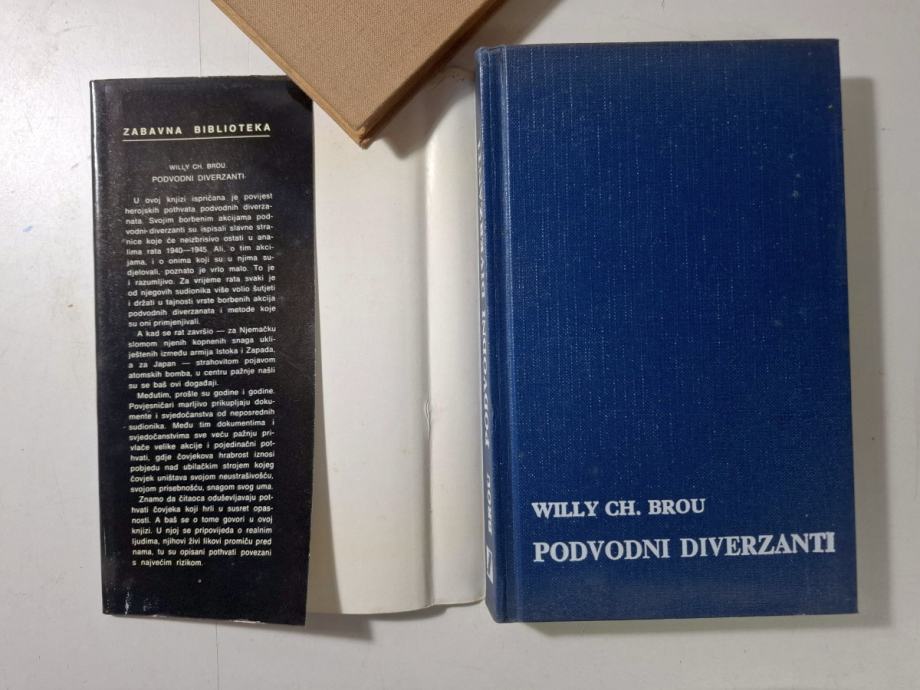 ZABAVNA BIBLIOTEKA
WILLY CH. BROU
PODVODNI DIVERZANTI
U ovoj knjizi ispričana je povijest
herojskih pothvata podvodnih diverza-
nata. Svojim borbenim akcijama pod-
vodni diverzanti su ispisali slavne stra-
nice koje će neizbrisivo ostati u ana-
lima rata 1940—1945. Ali, o tim akci-
jama, i o onima koji su u njima su-
djelovali, poznato je vrlo malo. To je
i razumljivo. Za vrijeme rata svaki je
od njegovih sudionika više volio šutjeti
i držati u tajnosti vrste borbenih akcija
podvodnih diverzanata i metode koje
su oni primjenjivali.
A kad se rat završio — za Njemačku
slomom njenih kopnenih snaga ukli-
ještenih između armija Istoka i Zapada,
a za Japan — strahovitom pojavom
atomskih bomba, u centru pažnje našli
su se baš ovi događaji.
Međutim, prošle su godine i godine.
Povjesničari marljivo prikupljaju doku-
mente i svjedočanstva od neposrednih
sudionika. Među tim dokumentima i
svjedočanstvima sve veću pažnju pri-
vlače velike akcije i pojedinačni pot-
hvati, gdje čovjekova hrabrost iznosi
pobjedu nad ubilačkim strojem kojeg
čovjek uništava svojom neustrašivošću,
svojom prisebnošću, snagom svog uma.
Znamo da čitaoca oduševljavaju pot-
hvati čovjeka koji hrli u susret opas-
nosti. A baš se o tome govori u ovoj
knjizi. U njoj se pripovijeda o realnim
ljudima, njihovi živi likovi promiču pred
nama, tu su opisani pothvati povezani
s najvećim rizikom.
BROU PODVODNI DIVERZANTI
WILLY CH. BROU
PODVODNI DIVERZANTI